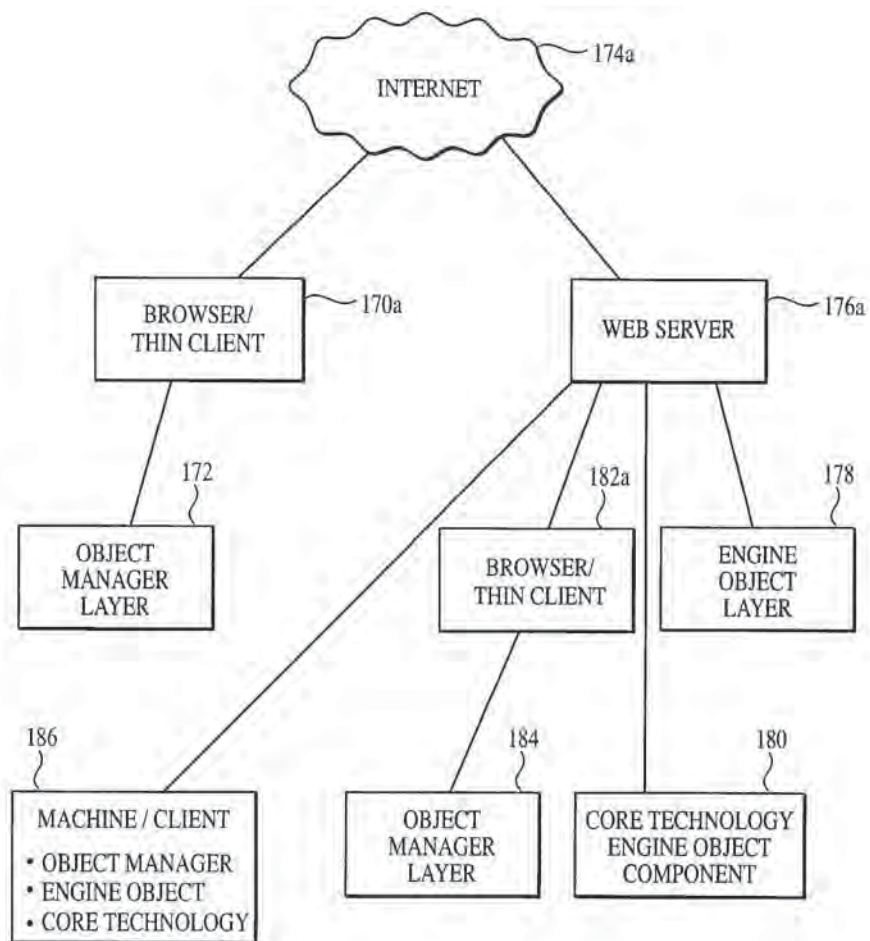 174a
INTERNET
BROWSER/
THIN CLIENT
170a
WEB SERVER
176a
172
OBJECT
MANAGER
LAYER
182a
BROWSER/
THIN CLIENT
178
ENGINE
OBJECT
LAYER
186
MACHINE / CLIENT
• OBJECT MANAGER
• ENGINE OBJECT
• CORE TECHNOLOGY
184
OBJECT
MANAGER
LAYER
180
CORE TECHNOLOGY
ENGINE OBJECT
COMPONENT